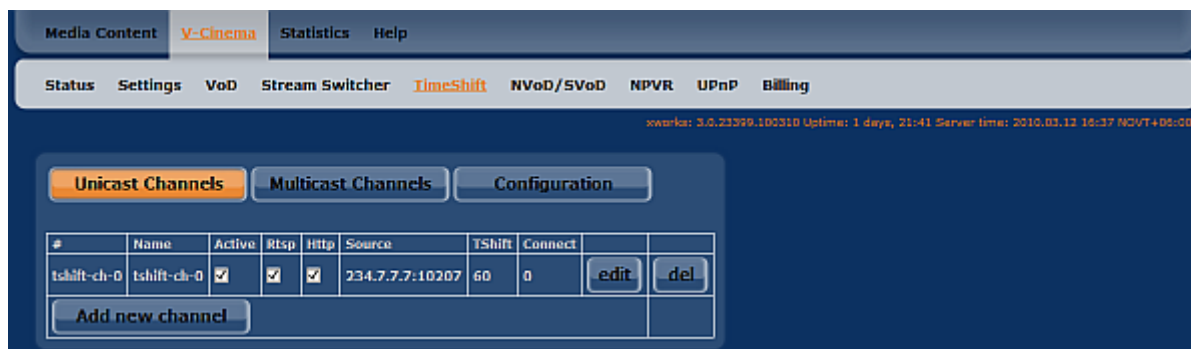 Media Content V-Cinema Statistics Help
Status Settings VoD Stream Switcher TimeShift NVoD/SVoD NPVR UPnP Billing
xworks: 3.0.23399.100310 Uptime: 1 days, 21:41 Server time: 2010.03.12 16:37 NOVT+06:00
Unicast Channels Multicast Channels Configuration
# Name Active Rtsp Http Source TShift Connect
tshift-ch-0 tshift-ch-0 234.7.7.7:10207 60 0 edit del
Add new channel